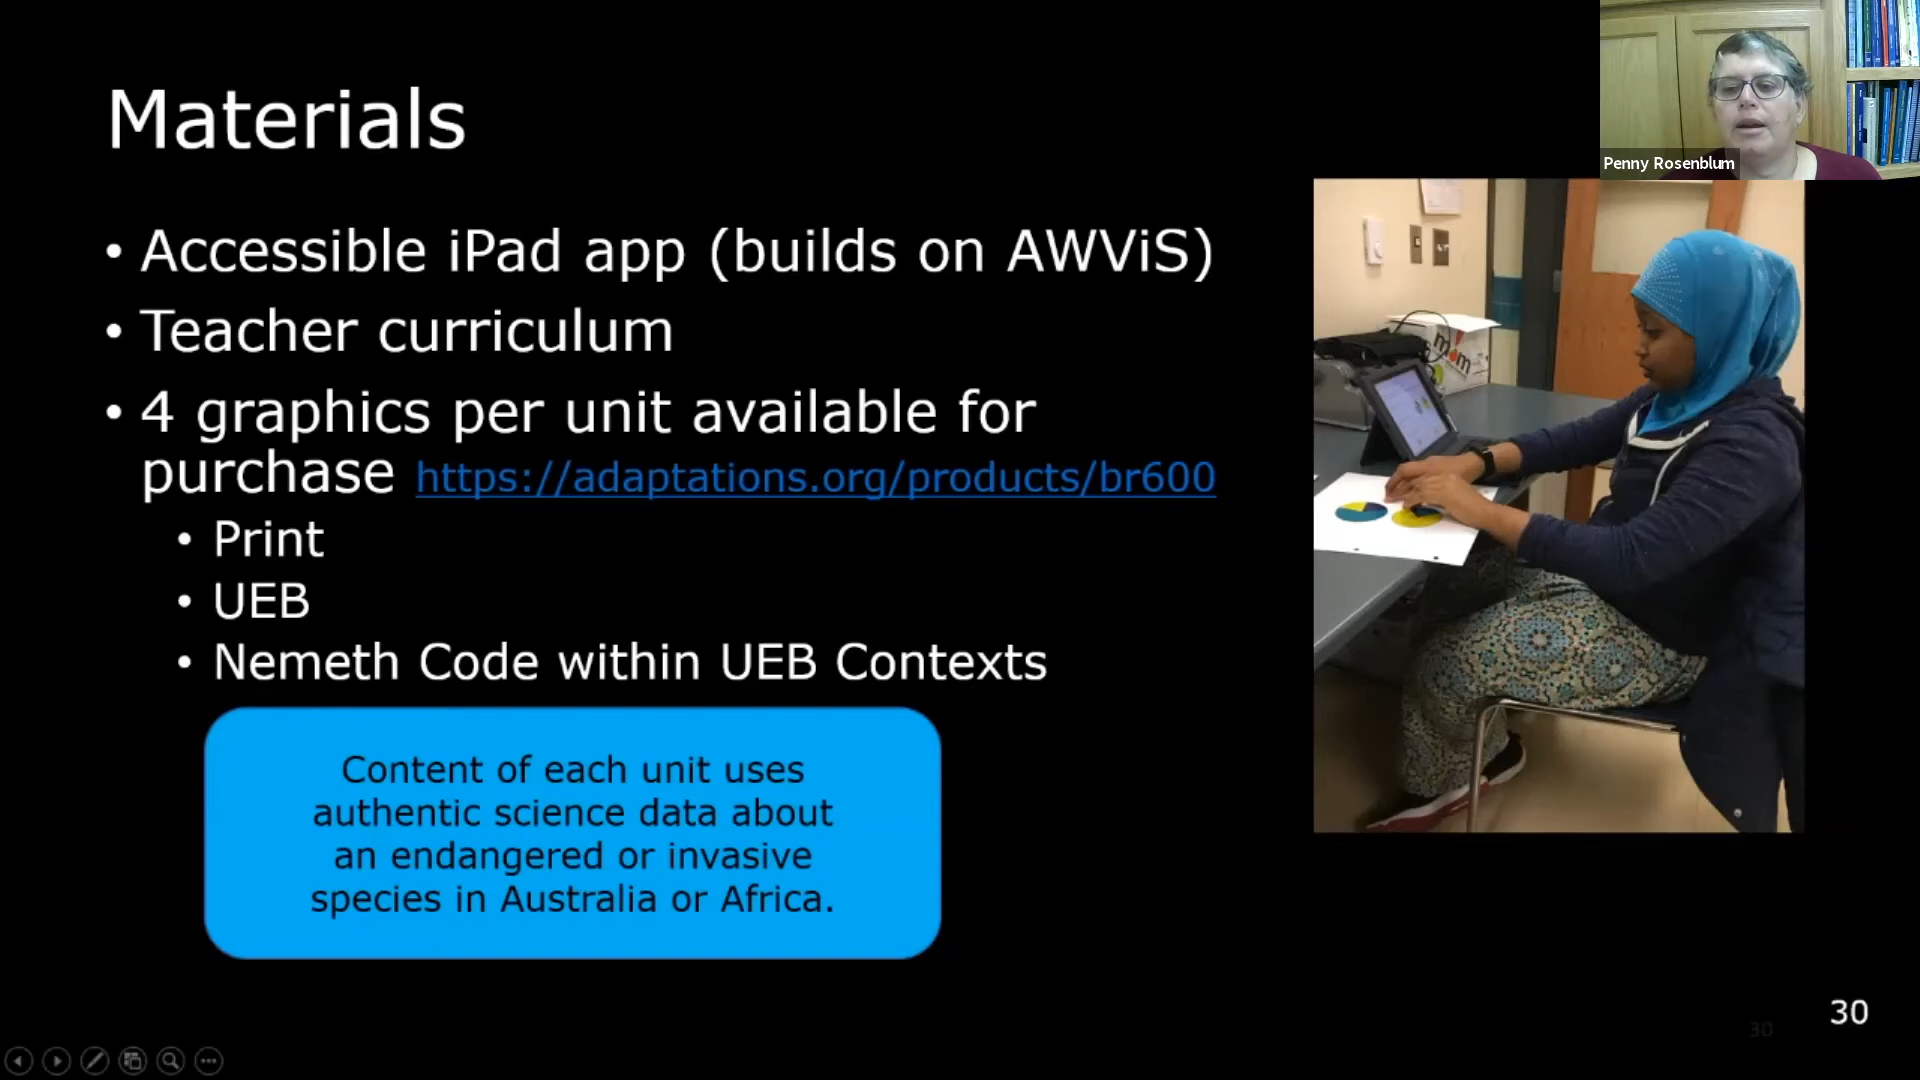 Materials
Penny Rosenblum
• Accessible iPad app (builds on AWViS)
• Teacher curriculum
• 4 graphics per unit available for
purchase https://adaptations.org/products/br600
• Print
• UEB
• Nemeth Code within UEB Contexts
Content of each unit uses
authentic science data about
an endangered or invasive
species in Australia or Africa.
30
30